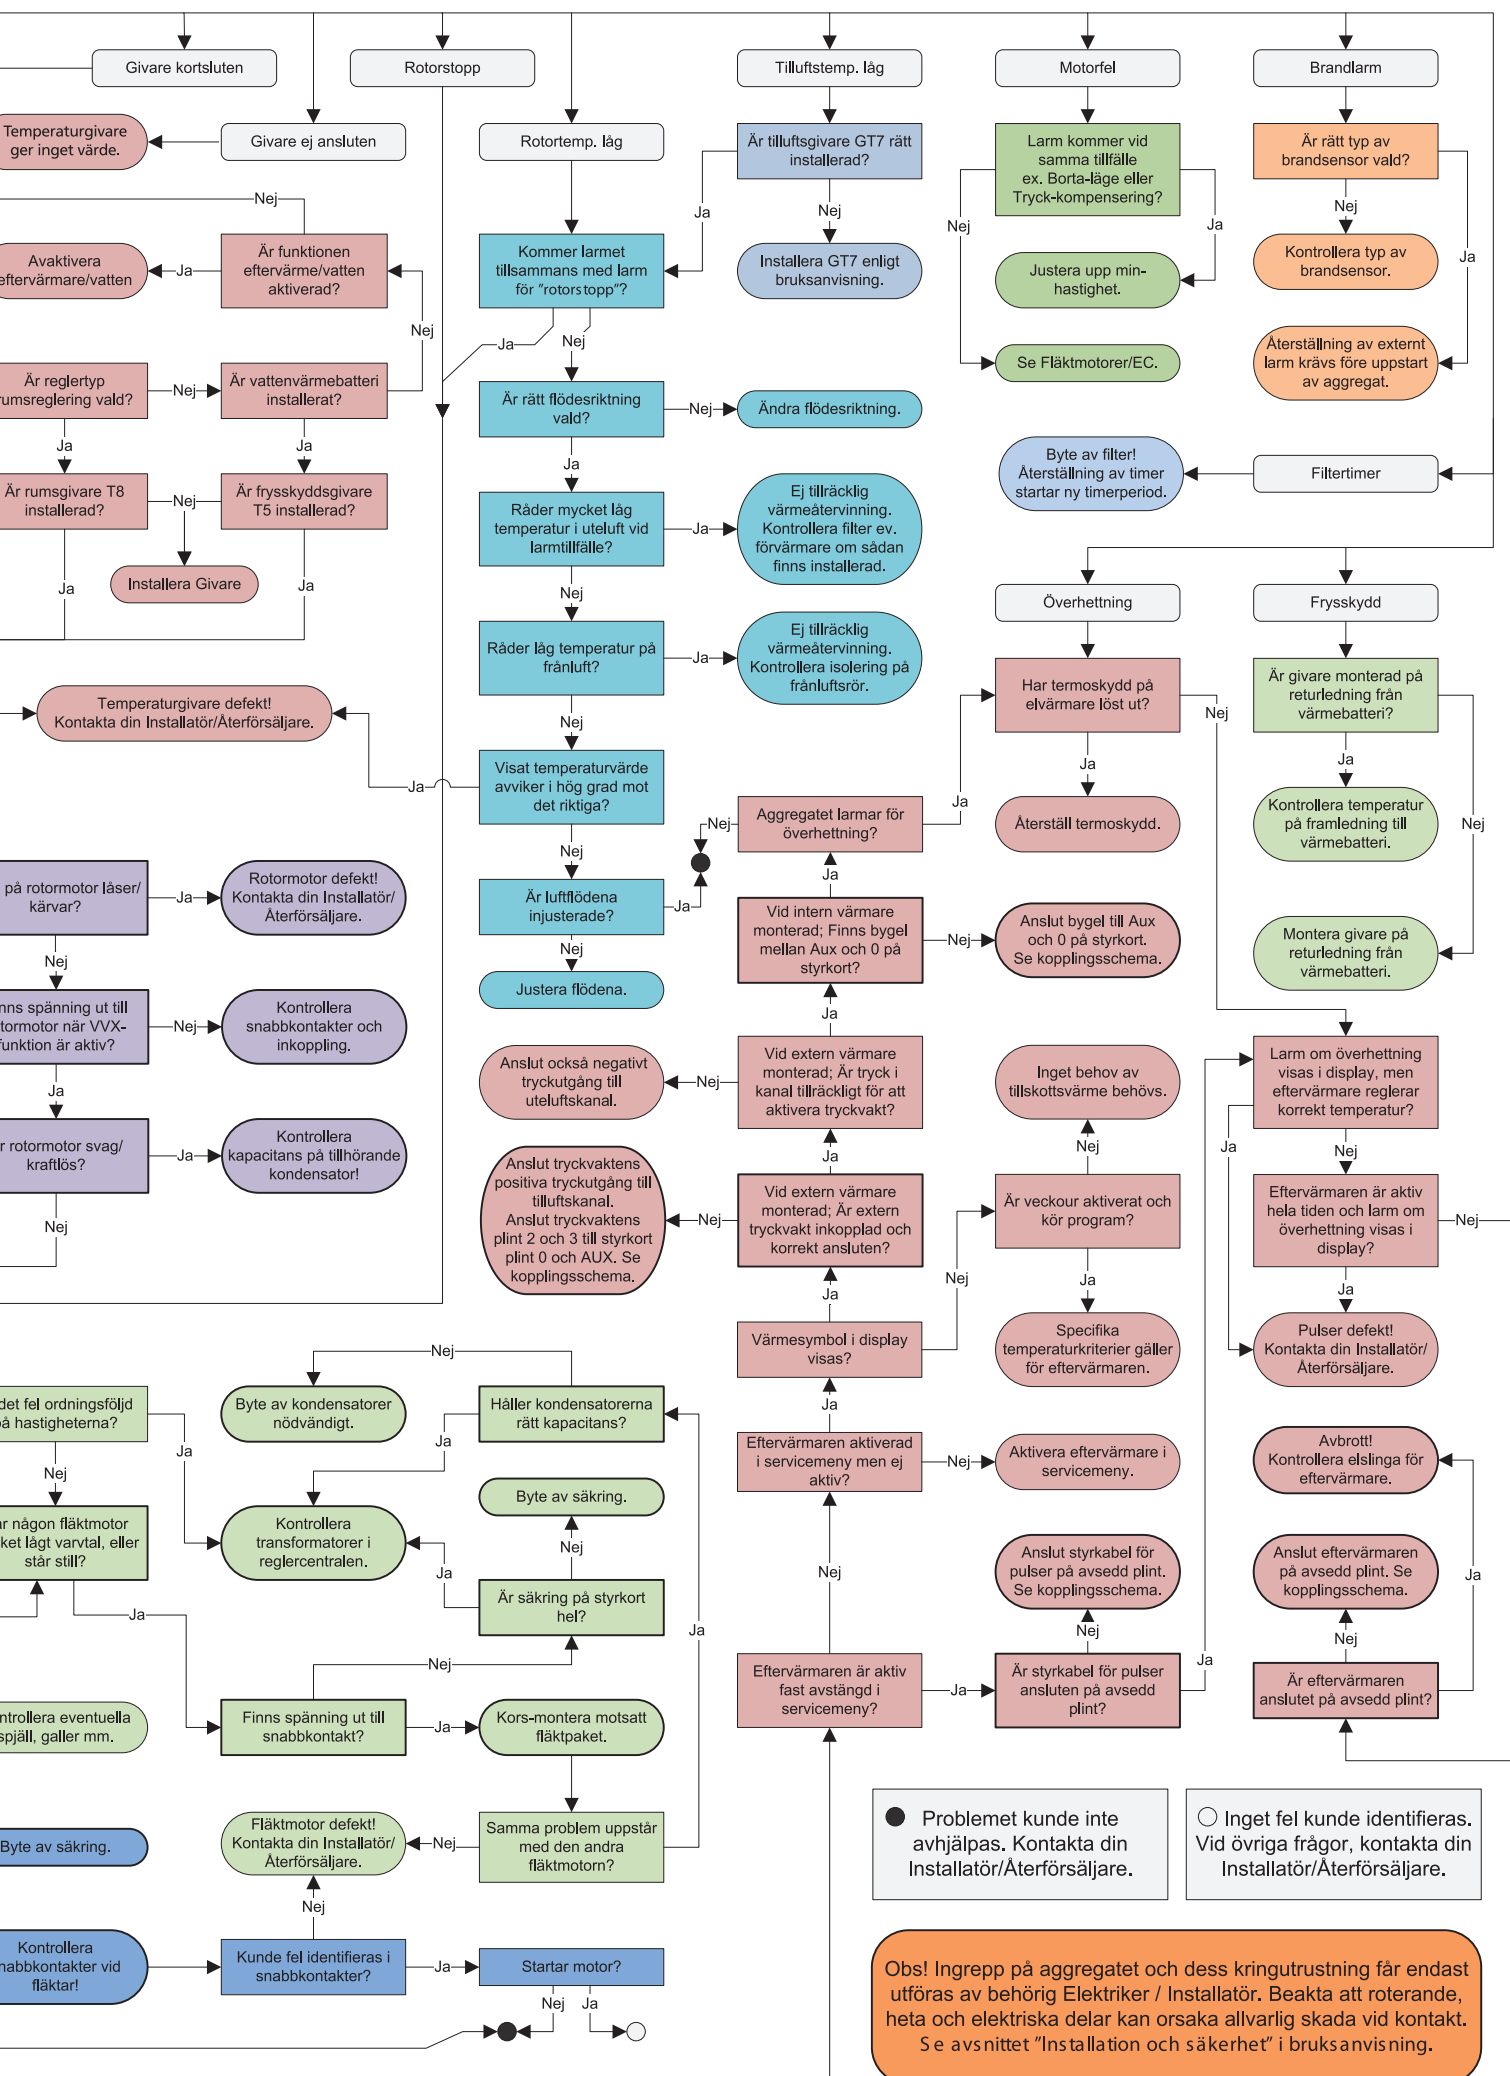 Givare kortsluten
Rotorstopp
Tilluftstemp. låg
Motorfel
Brandlarm
Temperaturgivare
ger inget värde.
Givare ej ansluten
Rotortemp. låg
Är tilluftsgivare GT7 rätt
installerad?
Larm kommer vid
samma tillfälle
ex. Borta-läge eller
Tryck-kompensering?
Är rätt typ av
brandsensor vald?
Nej
Ja
Nej
Nej
Ja
Nej
Ja
Avaktivera
eftervärmare/vatten
Ja
Är funktionen
eftervärme/vatten
aktiverad?
Kommer larmet
tillsammans med larm
för ”rotorstopp”?
Installera GT7 enligt
bruksanvisning.
Justera upp min-
hastighet.
Kontrollera typ av
brandsensor.
Nej
Ja
Nej
Se Fläktmotorer/EC.
Återställning av externt
larm krävs före uppstart
av aggregat.
Är reglertyp
rumsreglering vald?
Nej
Är vattenvärmebatteri
installerat?
Är rätt flödesriktning
vald?
Nej
Ändra flödesriktning.
Ja
Ja
Ja
Byte av filter!
Återställning av timer
startar ny timerperiod.
Filtertimer
Är rumsgivare T8
installerad?
Nej
Är frysskyddsgivare
T5 installerad?
Råder mycket låg
temperatur i uteluft vid
larmtillfälle?
Ja
Ej tillräcklig
värmeåtervinning.
Kontrollera filter ev.
förvärmare om sådan
finns installerad.
Ja
Installera Givare
Ja
Nej
Överhettning
Frysskydd
Råder låg temperatur på
frånluft?
Ja
Ej tillräcklig
värmeåtervinning.
Kontrollera isolering på
frånluftsrör.
Har termoskydd på
elvärmare löst ut?
Är givare monterad på
returledning från
värmebatteri?
Temperaturgivare defekt!
Kontakta din Installatör/Återförsäljare.
Nej
Nej
Ja
Ja
Visat temperaturvärde
avviker i hög grad mot
det riktiga?
Ja
Nej
Aggregatet larmar för
överhettning?
Ja
Återställ termoskydd.
Kontrollera temperatur
på framledning till
värmebatteri.
Nej
Nej
på rotormotor låser/
kärvar?
Ja
Rotormotor defekt!
Kontakta din Installatör/
Återförsäljare.
Är luftflödena
injusterade?
Ja
Ja
Vid intern värmare
monterad; Finns bygel
mellan Aux och 0 på
styrkort?
Nej
Anslut bygel till Aux
och 0 på styrkort.
Se kopplingsschema.
Montera givare på
returledning från
värmebatteri.
Nej
Nej
Justera flödena.
Ja
Kontrollera
snabbkontakter och
inkoppling.
Nej
funktion är aktiv?
Ja
Anslut också negativt
tryckutgång till
uteluftskanal.
Nej
Vid extern värmare
monterad; Är tryck i
kanal tillräckligt för att
aktivera tryckvakt?
Inget behov av
tillskottsvärme behövs.
Larm om överhettning
visas i display, men
eftervärmare reglerar
korrekt temperatur?
rotormotor svag/
kraftlös?
Ja
Kontrollera
kapacitans på tillhörande
kondensator!
Ja
Nej
Ja
Nej
Anslut tryckvaktens
positiva tryckutgång till
tilluftskanal.
Anslut tryckvaktens
plint 2 och 3 till styrkort
plint 0 och AUX. Se
kopplingsschema.
Nej
Vid extern värmare
monterad; Är extern
tryckvakt inkopplad och
korrekt ansluten?
Är veckour aktiverat och
kör program?
Eftervärmaren är aktiv
hela tiden och larm om
överhettning visas i
display?
Nej
Nej
Ja
Nej
Ja
Ja
Värmesymbol i display
visas?
Specifika
temperaturkriterier gäller
för eftervärmaren.
Pulser defekt!
Kontakta din Installatör/
Återförsäljare.
Nej
det fel ordningsföljd
på hastigheterna?
Byte av kondensatorer
nödvändigt.
Håller kondensatorerna
rätt kapacitans?
Ja
Ja
Ja
Nej
Eftervärmaren aktiverad
i servicemeny men ej
aktiv?
Nej
Aktivera eftervärmare i
servicemeny.
Avbrott!
Kontrollera elslinga för
eftervärmare.
Byte av säkring.
någon fläktmotor
lågt varvtal, eller
står still?
Kontrollera
transformatorer i
reglercentralen.
Nej
Ja
Nej
Anslut styrkabel för
pulser på avsedd plint.
Se kopplingsschema.
Anslut eftervärmaren
på avsedd plint. Se
kopplingsschema.
Ja
Är säkring på styrkort
hel?
Ja
Ja
Nej
Nej
Nej
Ja
Eftervärmaren är aktiv
fast avstängd i
servicemeny?
Ja
Är styrkabel för pulser
ansluten på avsedd
plint?
Är eftervärmaren
anslutet på avsedd plint?
Kontrollera eventuella
spjäll, galler mm.
Finns spänning ut till
snabbkontakt?
Ja
Kors-montera motsatt
fläktpaket.
Byte av säkring.
Fläktmotor defekt!
Kontakta din Installatör/
Återförsäljare.
Nej
Samma problem uppstår
med den andra
fläktmotorn?
Problemet kunde inte
avhjälpas. Kontakta din
Installatör/Återförsäljare.
Inget fel kunde identifieras.
Vid övriga frågor, kontakta din
Installatör/Återförsäljare.
Nej
Kontrollera
snabbkontakter vid
fläktar!
Kunde fel identifieras i
snabbkontakter?
Ja
Startar motor?
Nej
Ja
Obs! Ingrepp på aggregatet och dess kringutrustning får endast
utföras av behörig Elektriker / Installatör. Beakta att roterande,
heta och elektriska delar kan orsaka allvarlig skada vid kontakt.
Se avsnittet ”Installation och säkerhet” i bruksanvisning.